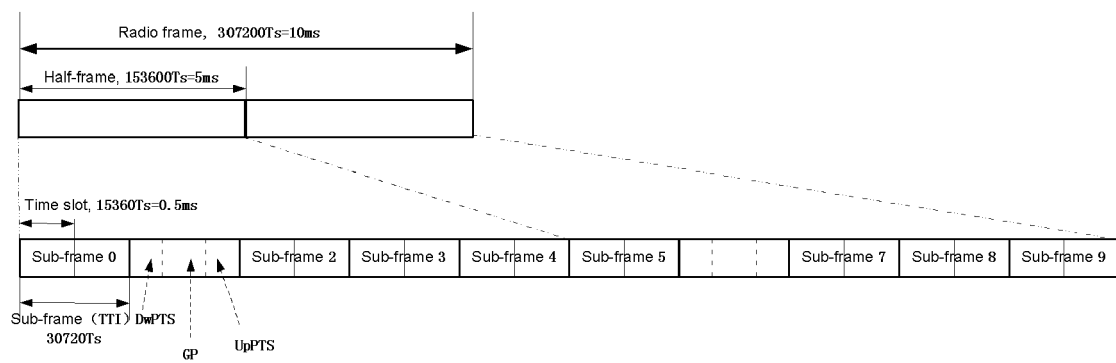 Radio frame, 307200Ts=10ms
Half-frame, 153600Ts=5ms
Time slot, 15360Ts=0.5ms
Sub-frame 0
Sub-frame 2
Sub-frame 3
Sub-frame 4
Sub-frame 5
Sub-frame 7
Sub-frame 8
Sub-frame 9
Sub-frame (TTI)
30720Ts
DwPTS
GP
UpPTS